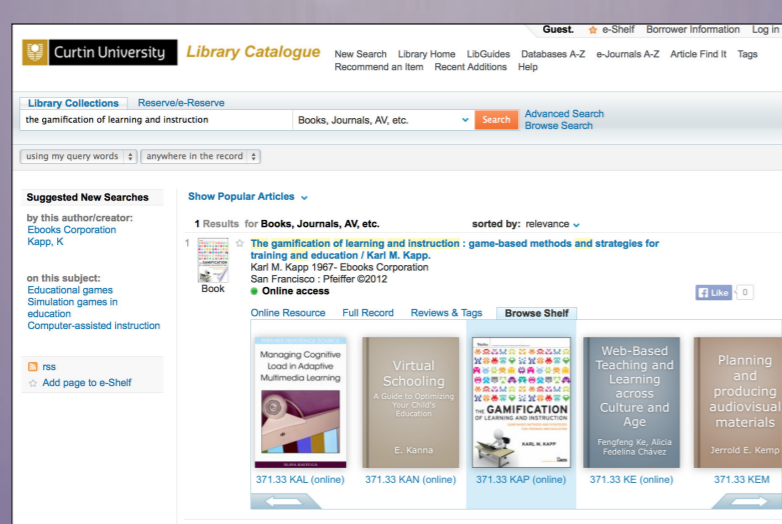 Guest. e-Shelf Borrower Information Log in
Curtin University
Library Catalogue
New Search Library Home LibGuides Databases A-Z e-Journals A-Z Article Find It Tags
Recommend an Item Recent Additions Help
Library Collections Reserve/e-Reserve
the gamification of learning and instruction Books, Journals, AV, etc. Search Advanced Search
Browse Search
using my query words anywhere in the record
Suggested New Searches
by this author/creator:
Ebooks Corporation
Kapp, K
on this subject:
Educational games
Simulation games in
education
Computer-assisted instruction
rss
Add page to e-Shelf
Show Popular Articles
1 Results for Books, Journals, AV, etc. sorted by: relevance
1
Book
The gamification of learning and instruction : game-based methods and strategies for
training and education / Karl M. Kapp.
Karl M. Kapp 1967- Ebooks Corporation
San Francisco : Pfeiffer ©2012
Online access
Like 0
Online Resource Full Record Reviews & Tags Browse Shelf
Managing Cognitive
Load in Adaptive
Multimedia Learning
371.33 KAL (online)
Virtual
Schooling
A Guide to Optimizing
Your Child's
Education
E. Kanna
371.33 KAN (online)
THE GAMIFICATION
OF LEARNING AND INSTRUCTION
KARL M. KAPP
371.33 KAP (online)
Web-Based
Teaching and
Learning
across
Culture and
Age
Fengfeng Ke, Alicia
Fedelina Chávez
371.33 KE (online)
Planning
and
producing
audiovisual
materials
Jerrold E. Kemp
371.33 KEM